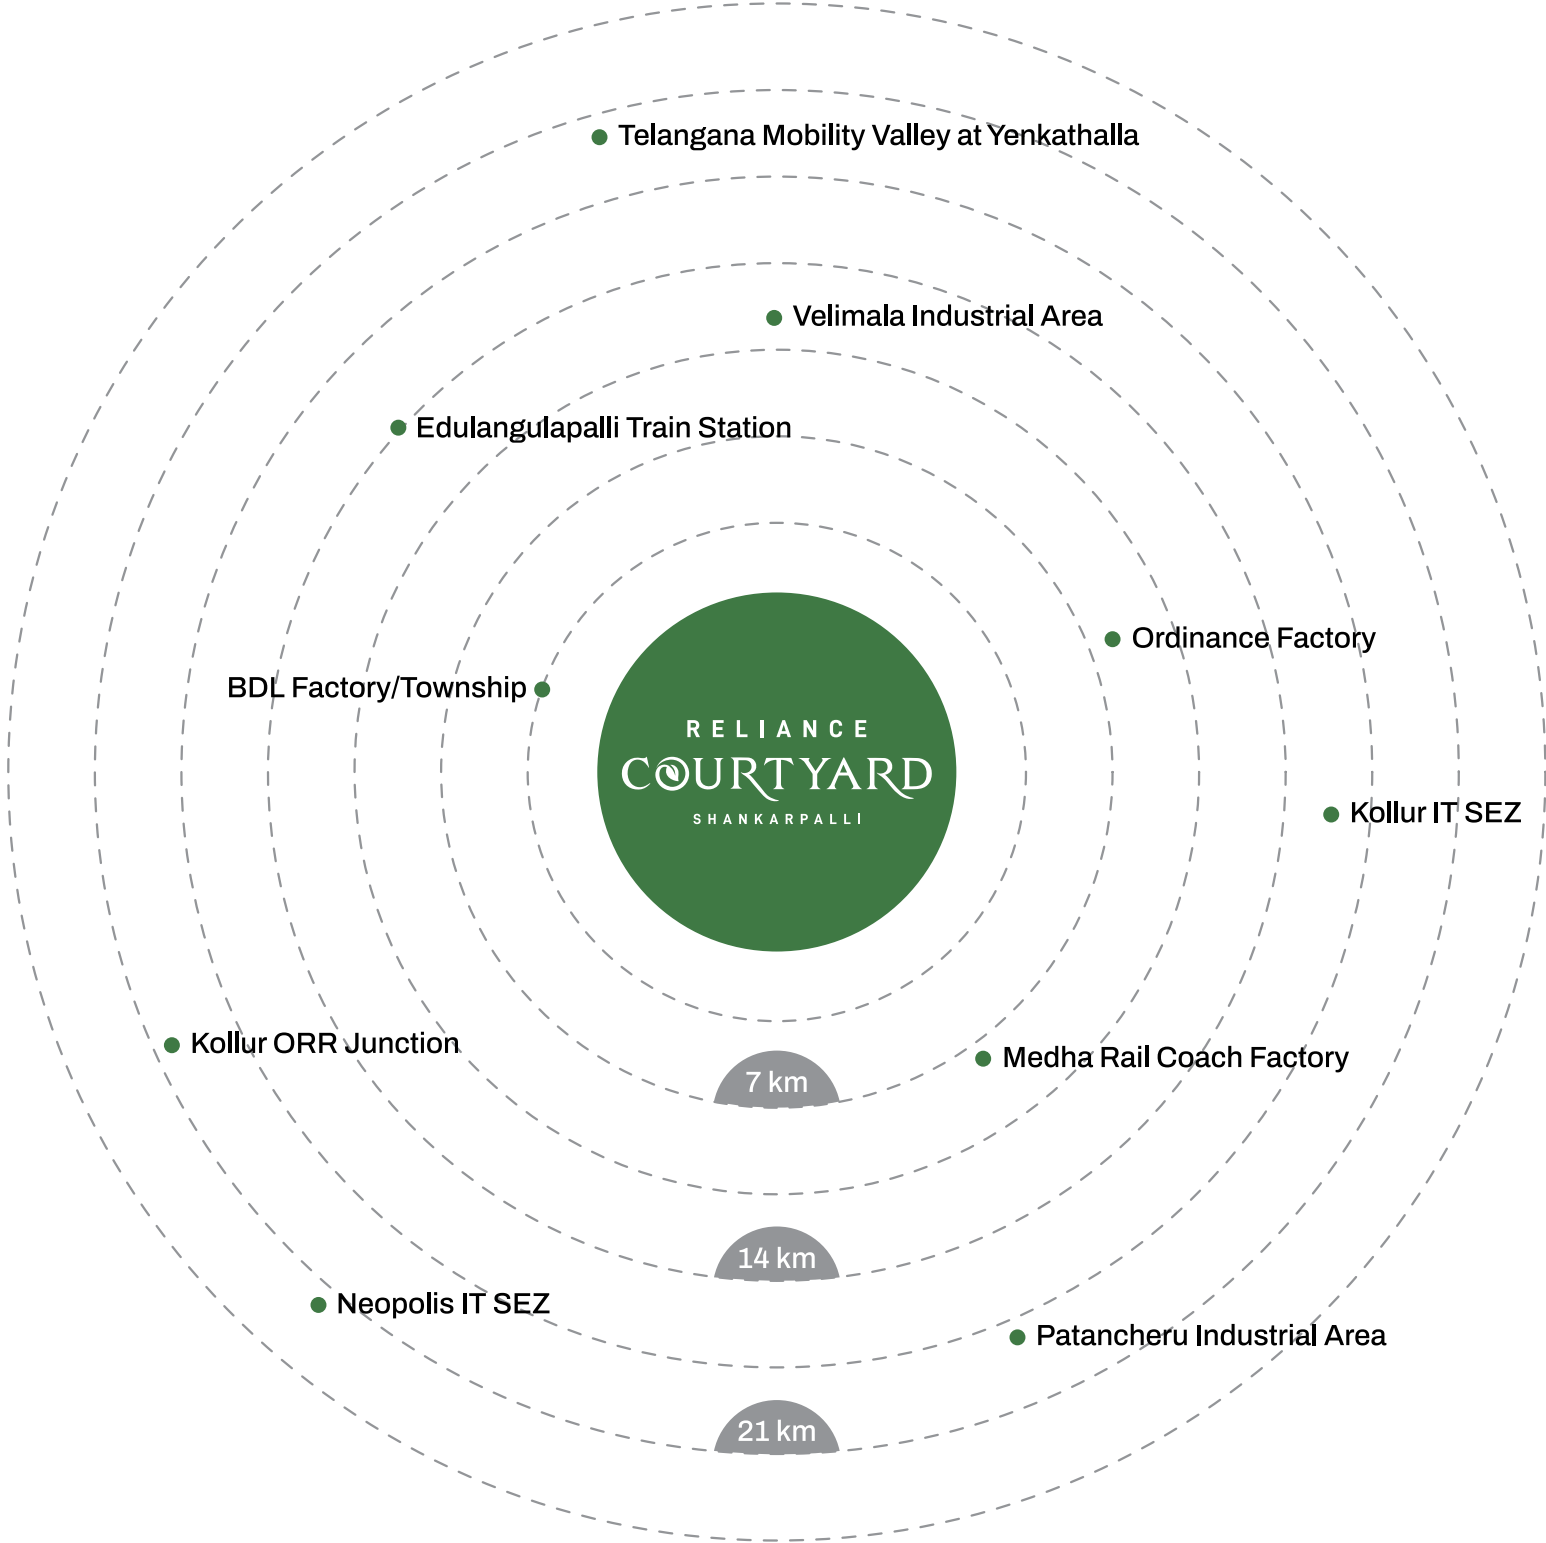 Telangana Mobility Valley at Yenkathalla
Velimala Industrial Area
Edulangulapalli Train Station
Ordinance Factory
BDL Factory/Township
RELIANCE
COURTYARD
SHANKARPALLI
Kollur IT SEZ
Kollur ORR Junction
Medha Rail Coach Factory
7 km
14 km
Neopolis IT SEZ
Patancheru Industrial Area
21 km